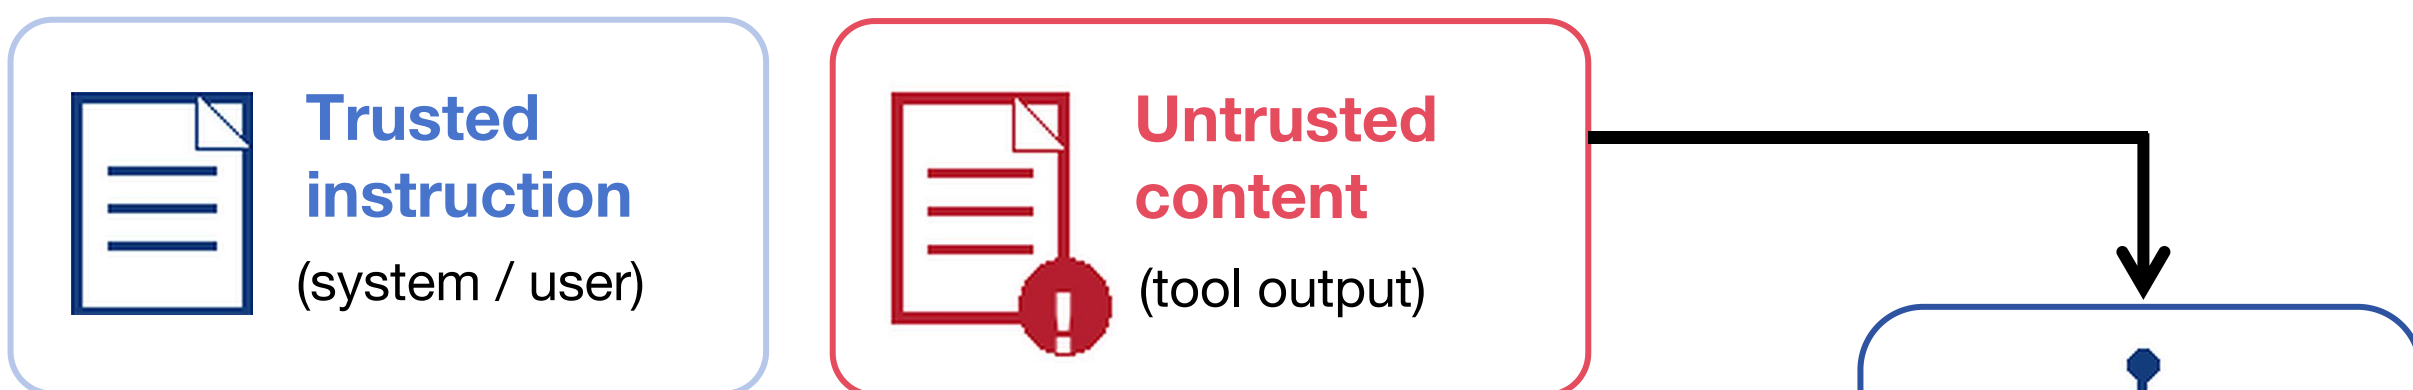 Trusted
instruction
(system / user)
Untrusted
content
(tool output)